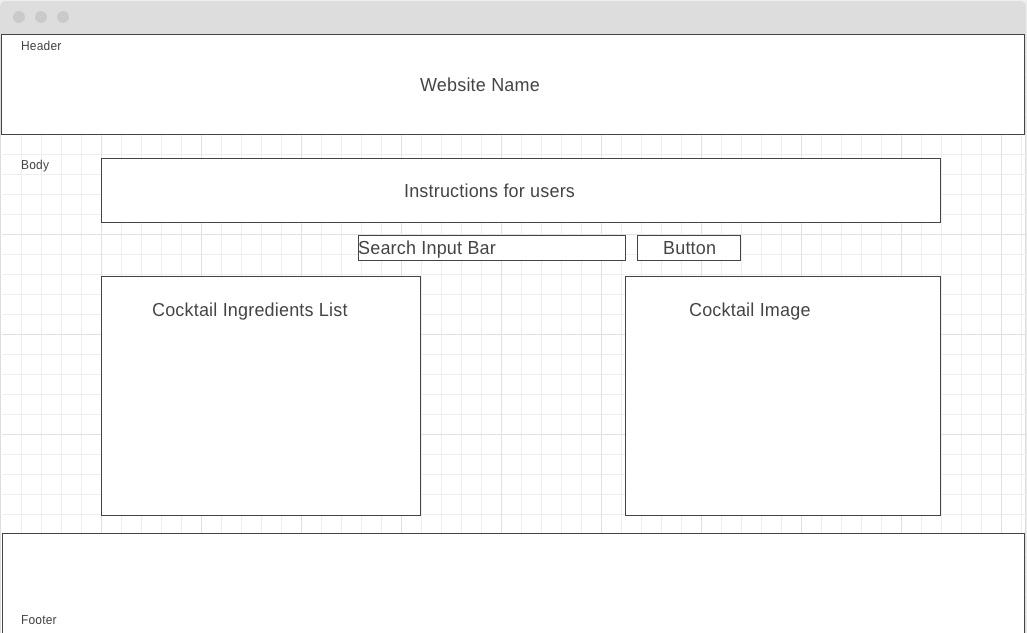 Header
Website Name
Body
Instructions for users
Search Input Bar
Button
Cocktail Ingredients List
Cocktail Image
Footer